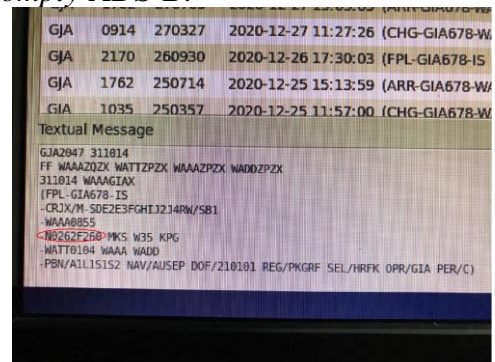 ADS-B.
GJA 0914 270327 2020-12-27 11:27:26 (CHG-GIA678-WA
GJA 2170 260930 2020-12-26 17:30:03 (FPL-GIA678-IS
GJA 1762 250714 2020-12-25 15:13:59 (ARR-GIA678-WA
GJA 1035 250357 2020-12-25 11:57:00 (CHG-GIA678-WA
Textual Message
GJA2047 311014
FF WAAAZQZX WATTZPZX WAAAZPZX WADDZPZX
311014 WAAAGIAX
(FPL-GIA678-IS
-CRJX/M-SDE2E3FGHIJ2J4RW/SB1
-WAAA0855
-N0262F260 MKS W35 KPG
-WATT0104 WAAA WADD
-PBN/A1L1S1S2 NAV/AUSEP DOF/210101 REG/PKGRF SEL/HRFK OPR/GIA PER/C)